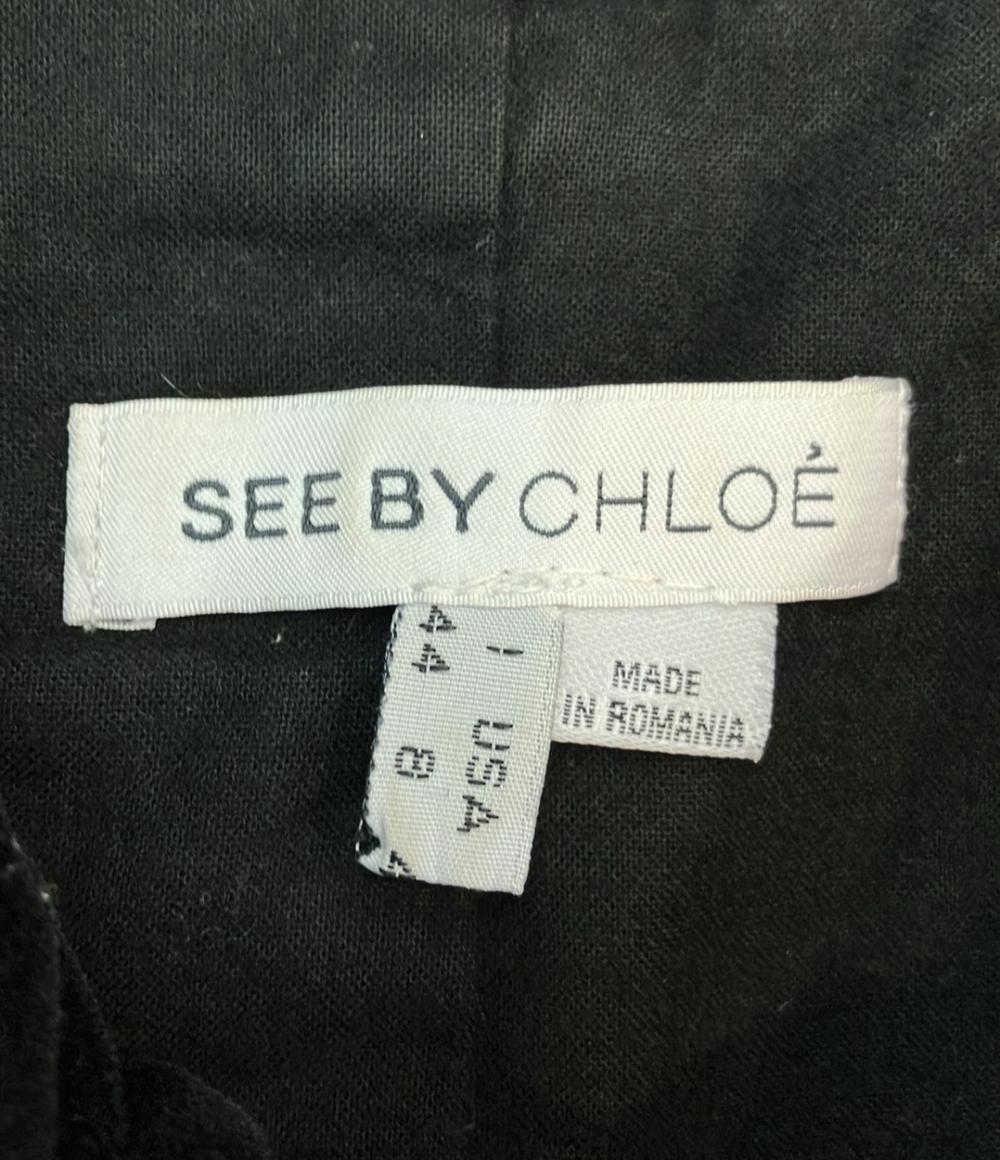 SEE BY CHLOÉ
MADE
IN ROMANIA
44
8
I
USA